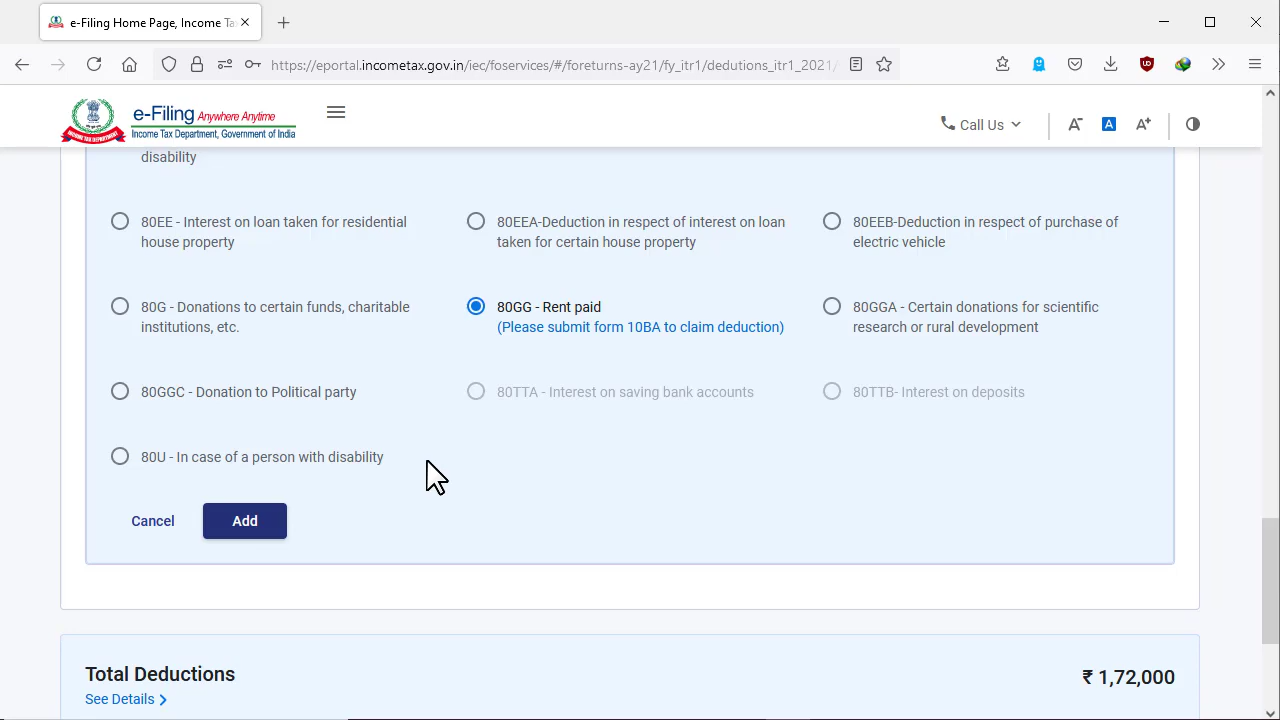 e-Filing Home Page, Income Ta
https://eportal.incometax.gov.in/iec/foservices/#/foreturns-ay21/fy_itr1/dedutions_itr1_2021/
e-Filing Anywhere Anytime
Income Tax Department, Government of India
Call Us
A-
A
A+
disability
80EE - Interest on loan taken for residential
house property
80EEA-Deduction in respect of interest on loan
taken for certain house property
80EEB-Deduction in respect of purchase of
electric vehicle
80G - Donations to certain funds, charitable
institutions, etc.
80GG - Rent paid
(Please submit form 10BA to claim deduction)
80GGA - Certain donations for scientific
research or rural development
80GGC - Donation to Political party
80TTA - Interest on saving bank accounts
80TTB- Interest on deposits
80U - In case of a person with disability
Cancel
Add
Total Deductions
₹ 1,72,000
See Details